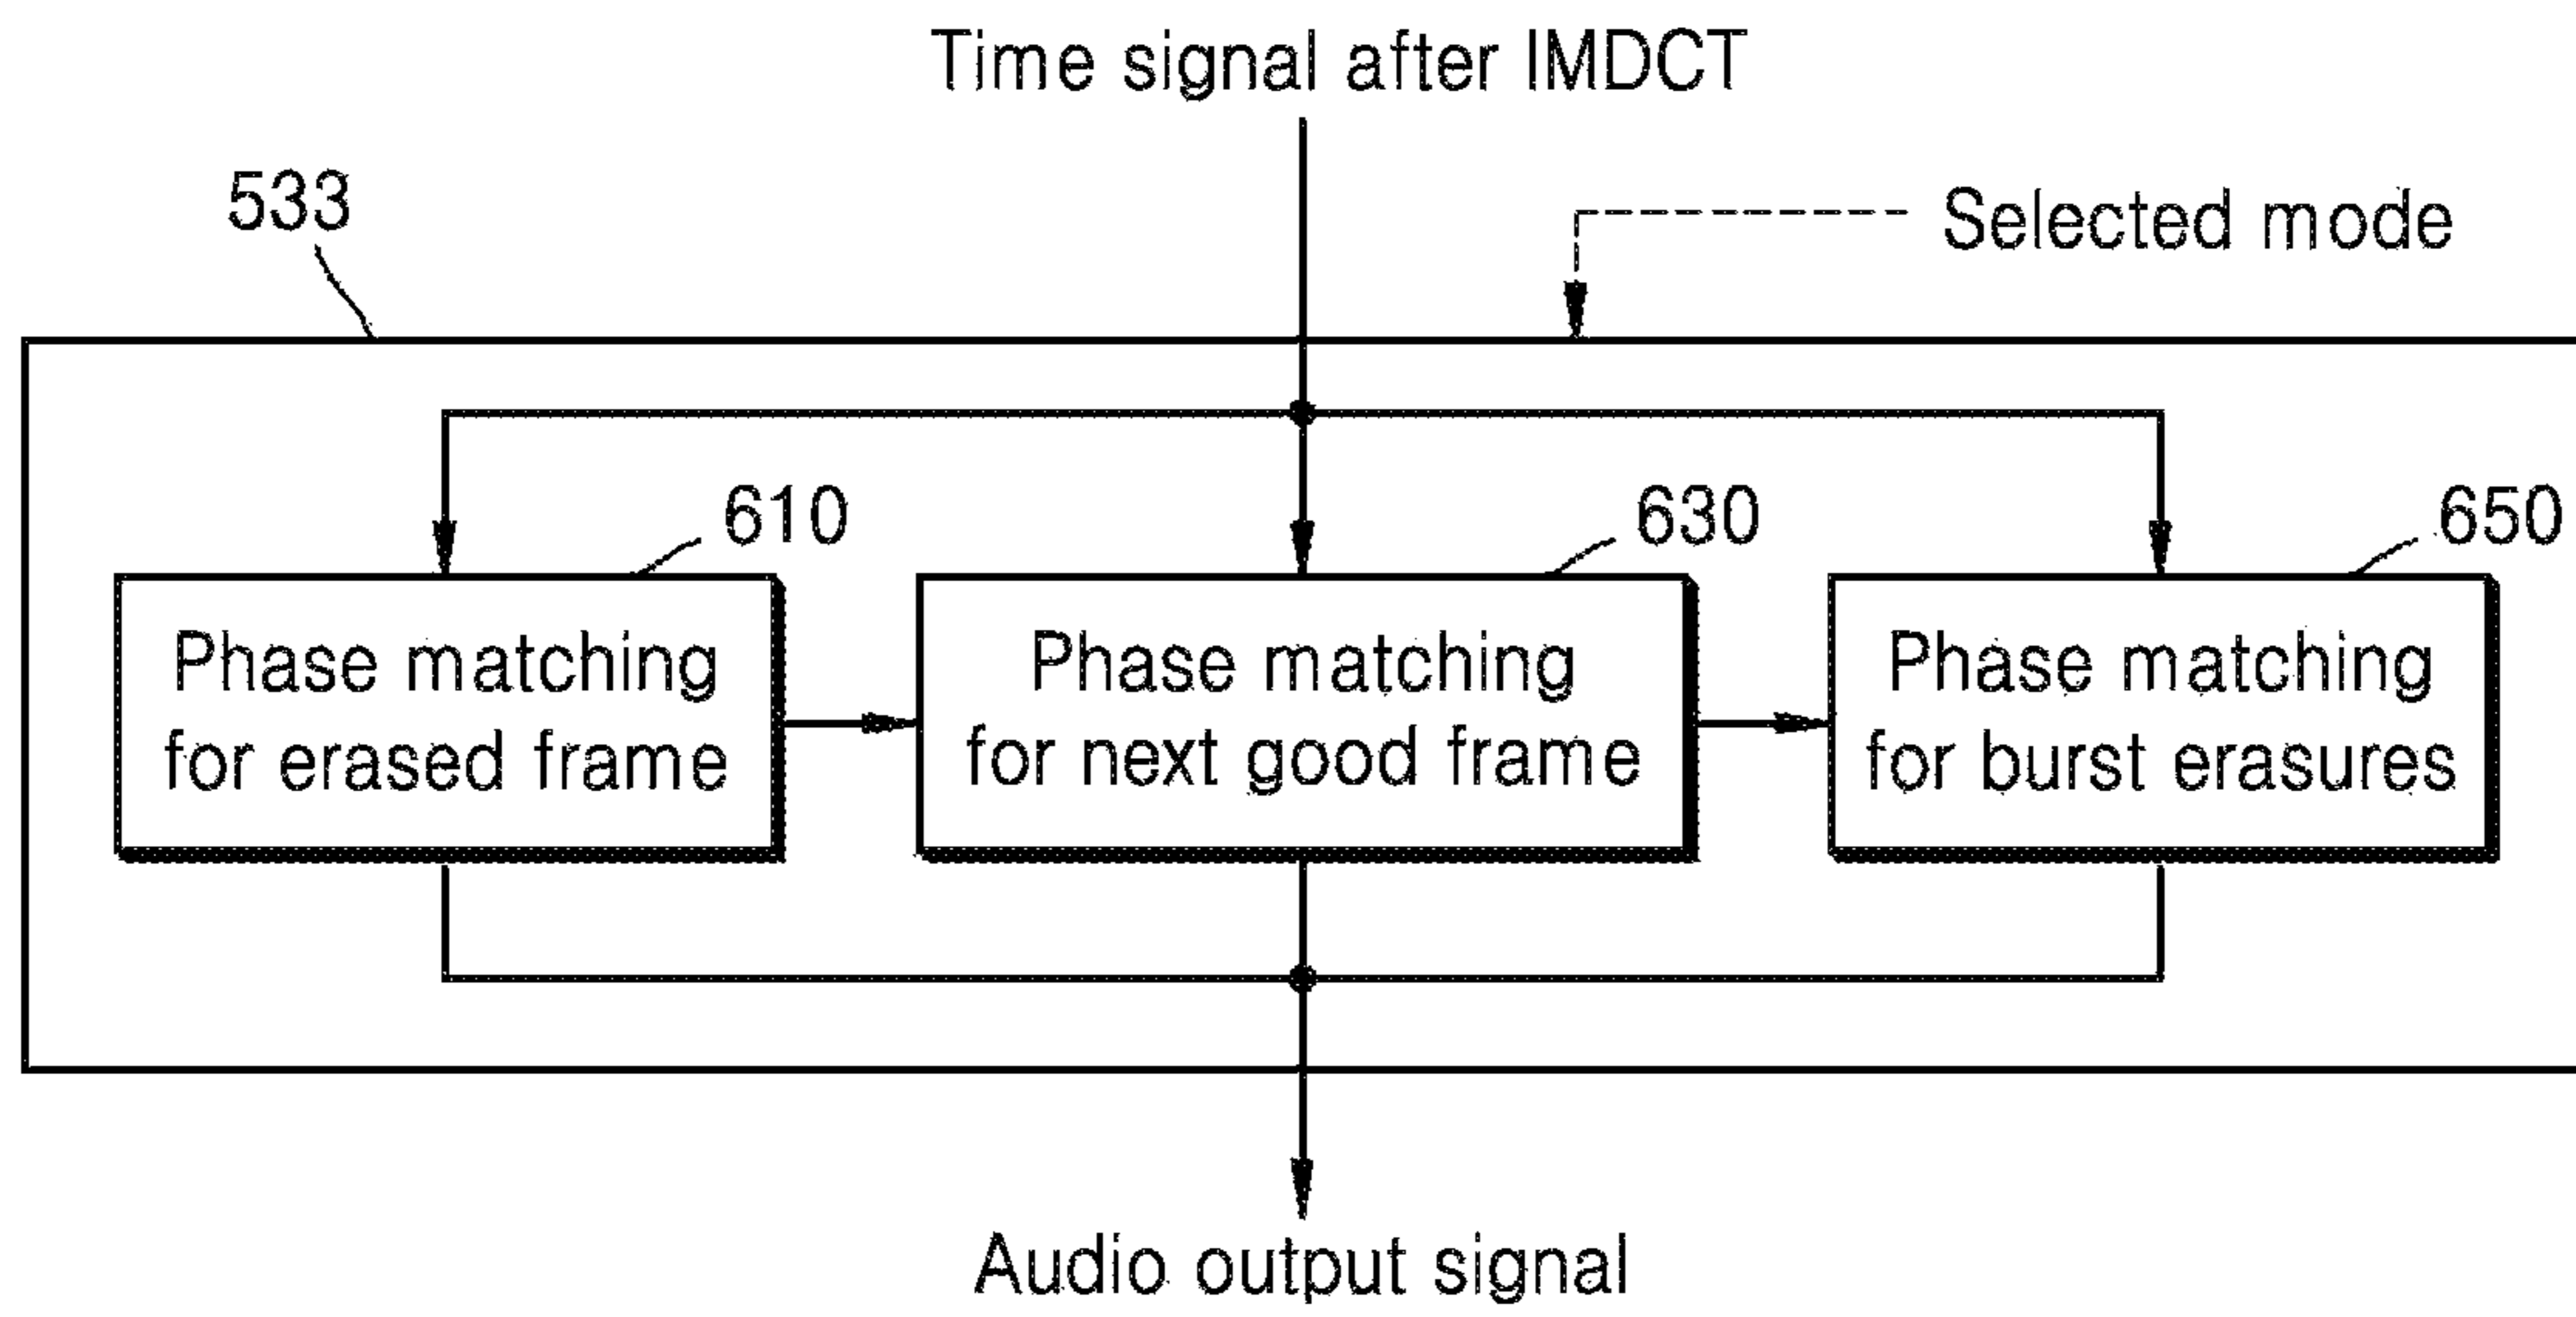 Time signal after IMDCT
533
Selected mode
610
630
650
Phase matching
for erased frame
Phase matching
for next good frame
Phase matching
for burst erasures
Audio output signal